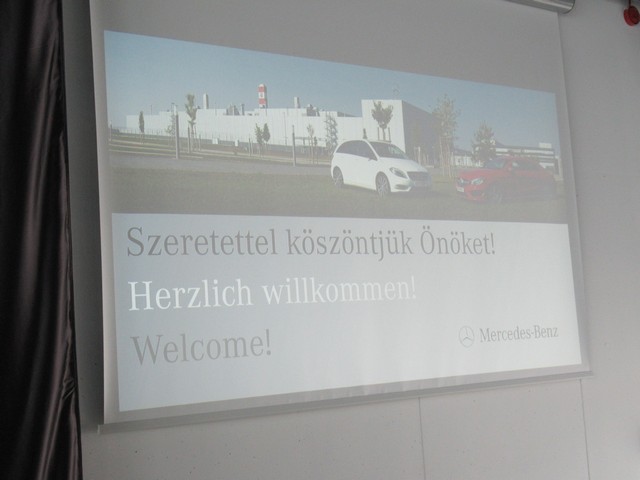 Szeretettel köszöntjük Önöket!
Herzlich willkommen!
Welcome!
Mercedes-Benz